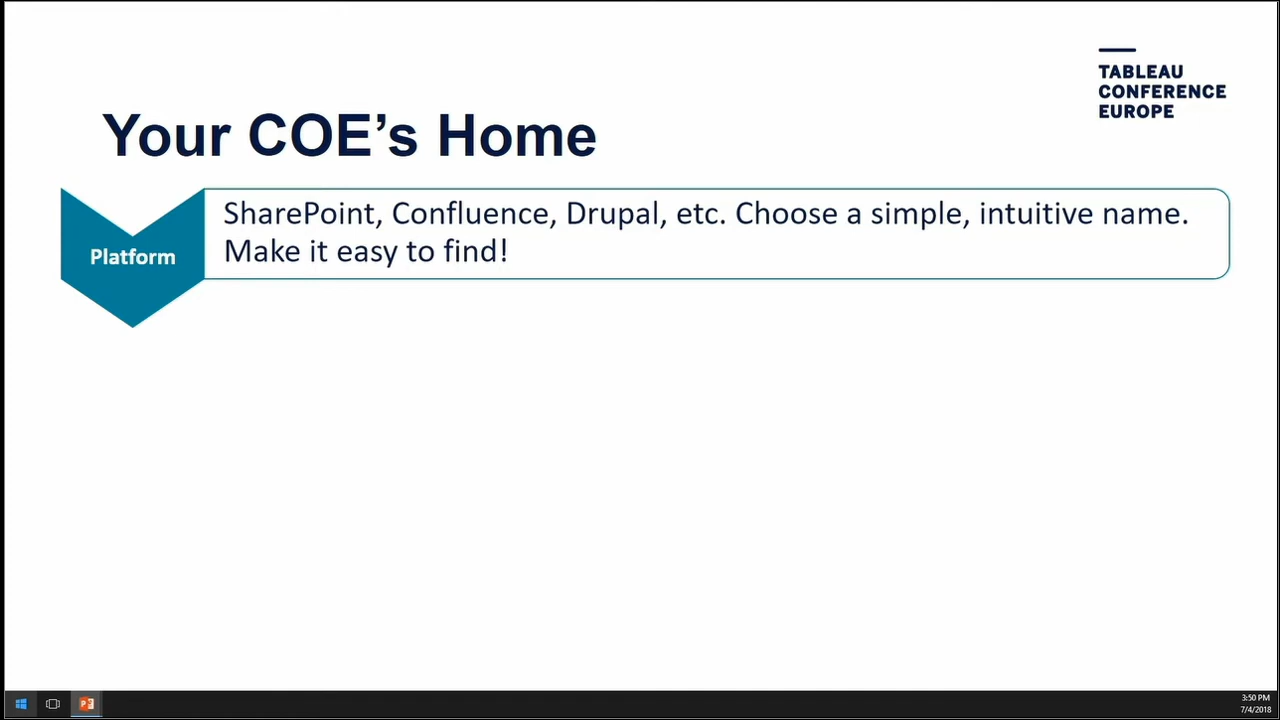 TABLEAU
CONFERENCE
EUROPE
Your COE’s Home
Platform
SharePoint, Confluence, Drupal, etc. Choose a simple, intuitive name.
Make it easy to find!
3:50 PM
7/4/2018